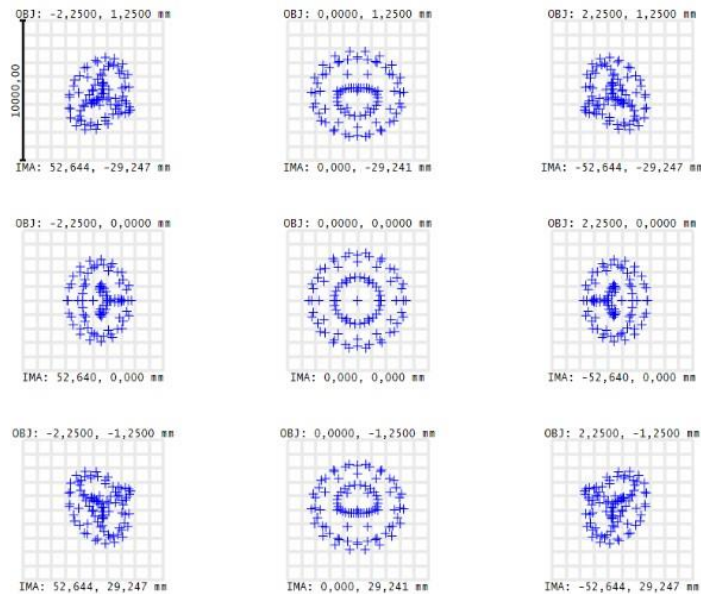 OBJ: -2,2500, 1,2500 mm
OBJ: 0,0000, 1,2500 mm
OBJ: 2,2500, 1,2500 mm
10000,00
IMA: 52,644, -29,247 mm
IMA: 0,000, -29,241 mm
IMA: -52,644, -29,247 mm
OBJ: -2,2500, 0,0000 mm
OBJ: 0,0000, 0,0000 mm
OBJ: 2,2500, 0,0000 mm
IMA: 52,640, 0,000 mm
IMA: 0,000, 0,000 mm
IMA: -52,640, 0,000 mm
OBJ: -2,2500, -1,2500 mm
OBJ: 0,0000, -1,2500 mm
OBJ: 2,2500, -1,2500 mm
IMA: 52,644, 29,247 mm
IMA: 0,000, 29,241 mm
IMA: -52,644, 29,247 mm